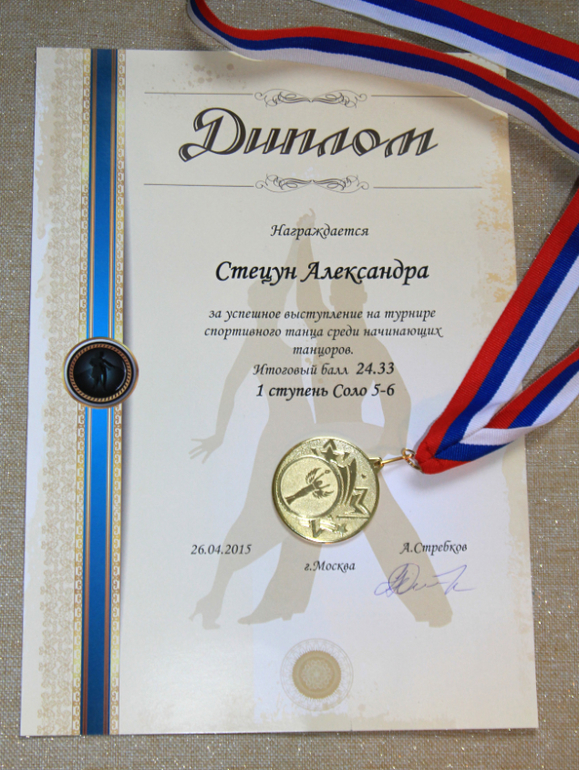 Диплом
Награждается
Стецун Александра
за успешное выступление на турнире
спортивного танца среди начинающих
танцоров.
Итоговый балл 24.33
1 ступень Соло 5-6
26.04.2015
А.Стребков
г.Москва